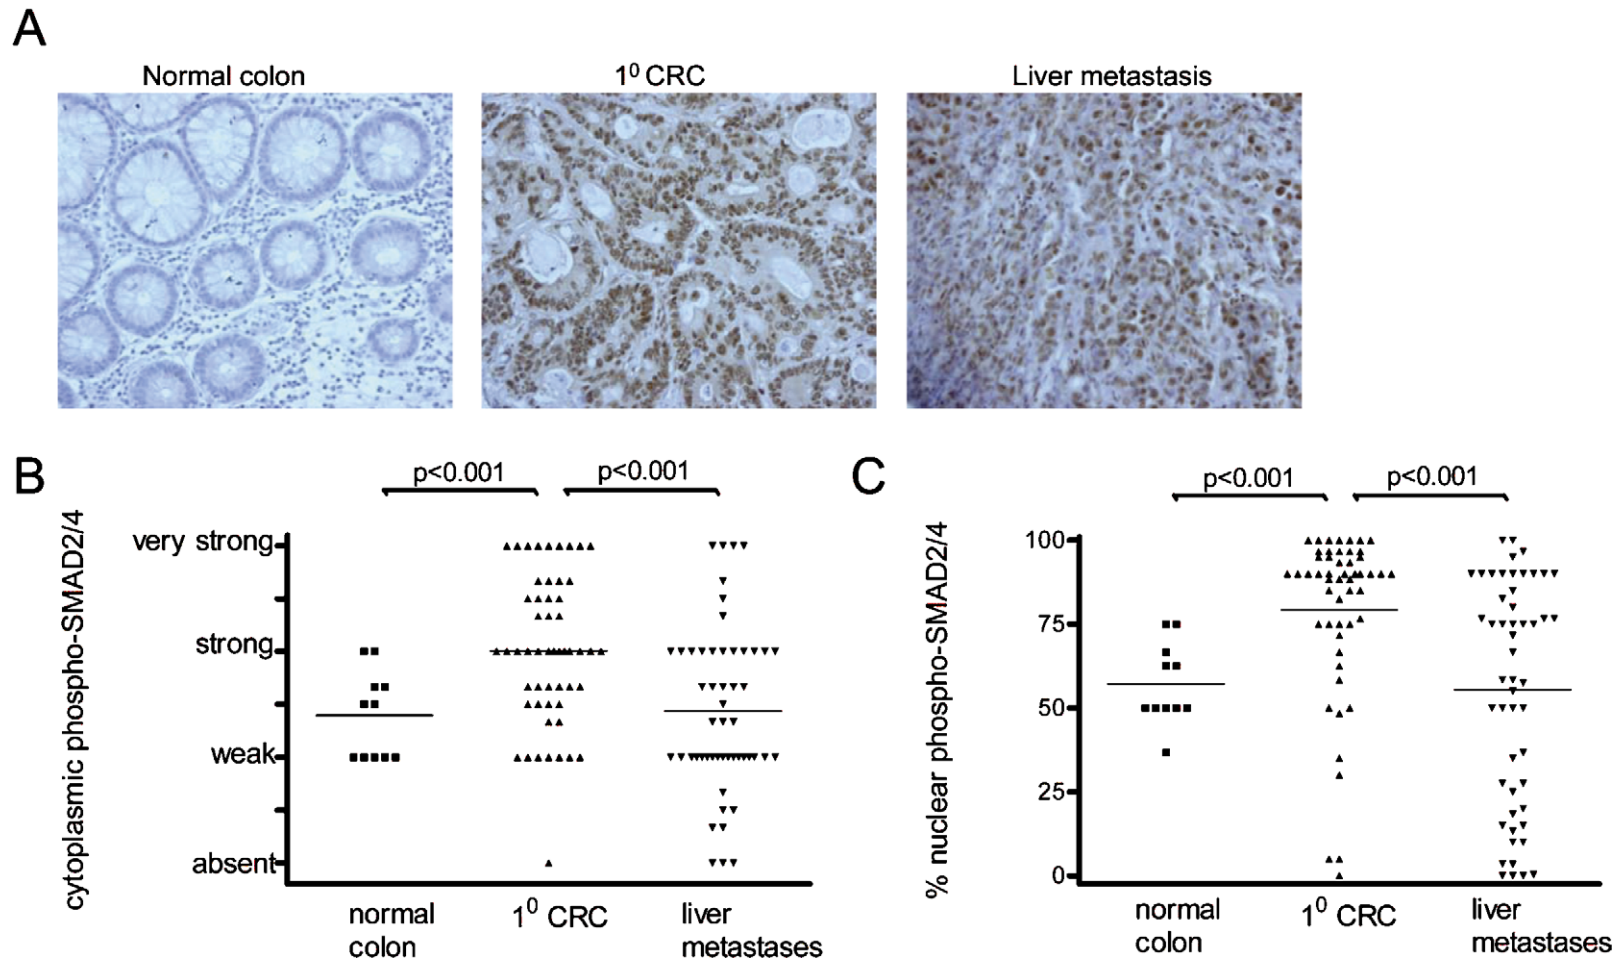 A
Normal colon
1⁰ CRC
Liver metastasis
B
p<0.001
p<0.001
cytoplasmic phospho-SMAD2/4
very strong
strong
weak
absent
normal
colon
1⁰ CRC
liver
metastases
C
p<0.001
p<0.001
% nuclear phospho-SMAD2/4
100
75
50
25
0
normal
colon
1⁰ CRC
liver
metastases